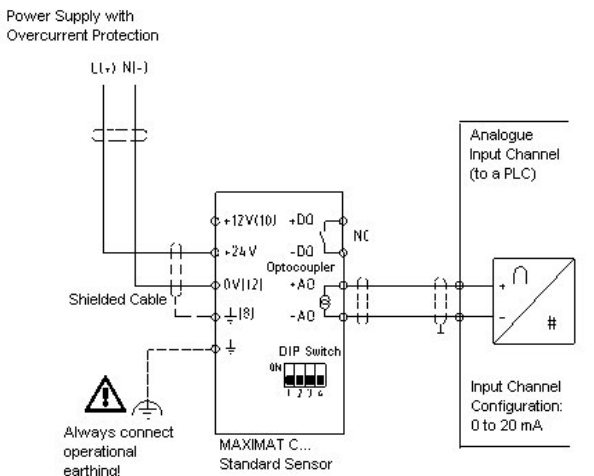 Power Supply with
Overcurrent Protection
L(+) N(-)
Analogue
Input Channel
(to a PLC)
+12V(10) +DO
NC
+24V -DO
Optocoupler
0V(12) +AO
Shielded Cable
(8) -AO
+
-
#
DIP Switch
ON
1 2 3 4
Always connect
operational
earthing!
MAXIMAT C...
Standard Sensor
Input Channel
Configuration:
0 to 20 mA